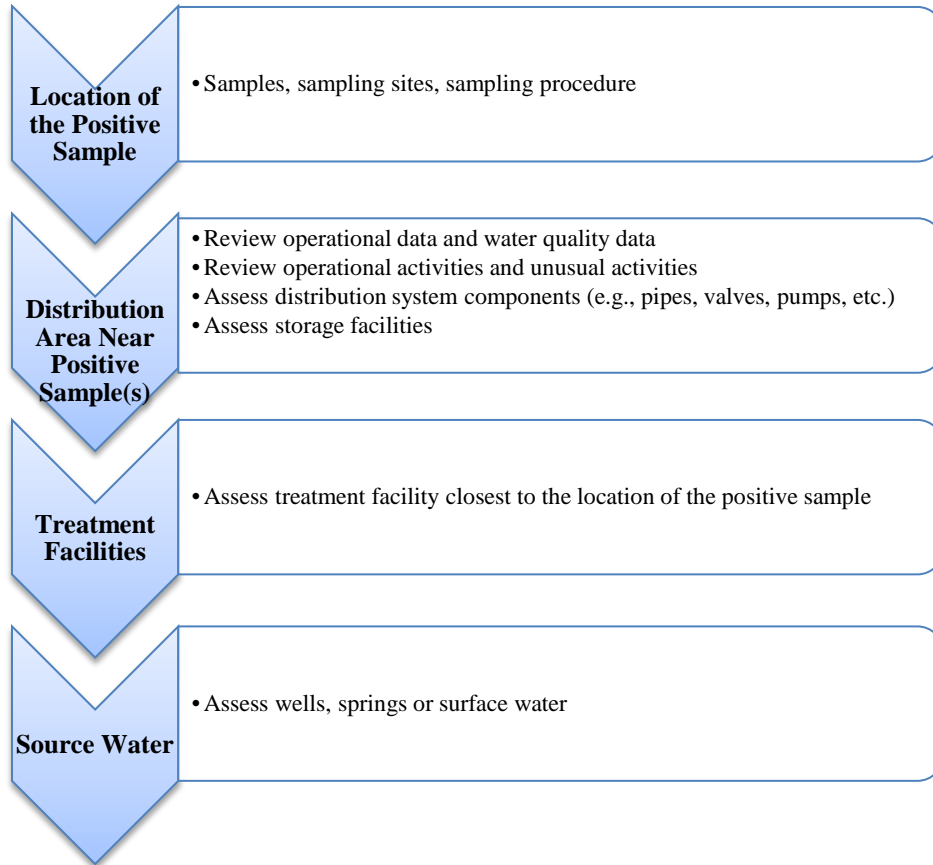 Location of
the Positive
Sample
• Samples, sampling sites, sampling procedure
Distribution
Area Near
Positive
Sample(s)
• Review operational data and water quality data
• Review operational activities and unusual activities
• Assess distribution system components (e.g., pipes, valves, pumps, etc.)
• Assess storage facilities
Treatment
Facilities
• Assess treatment facility closest to the location of the positive sample
Source Water
• Assess wells, springs or surface water